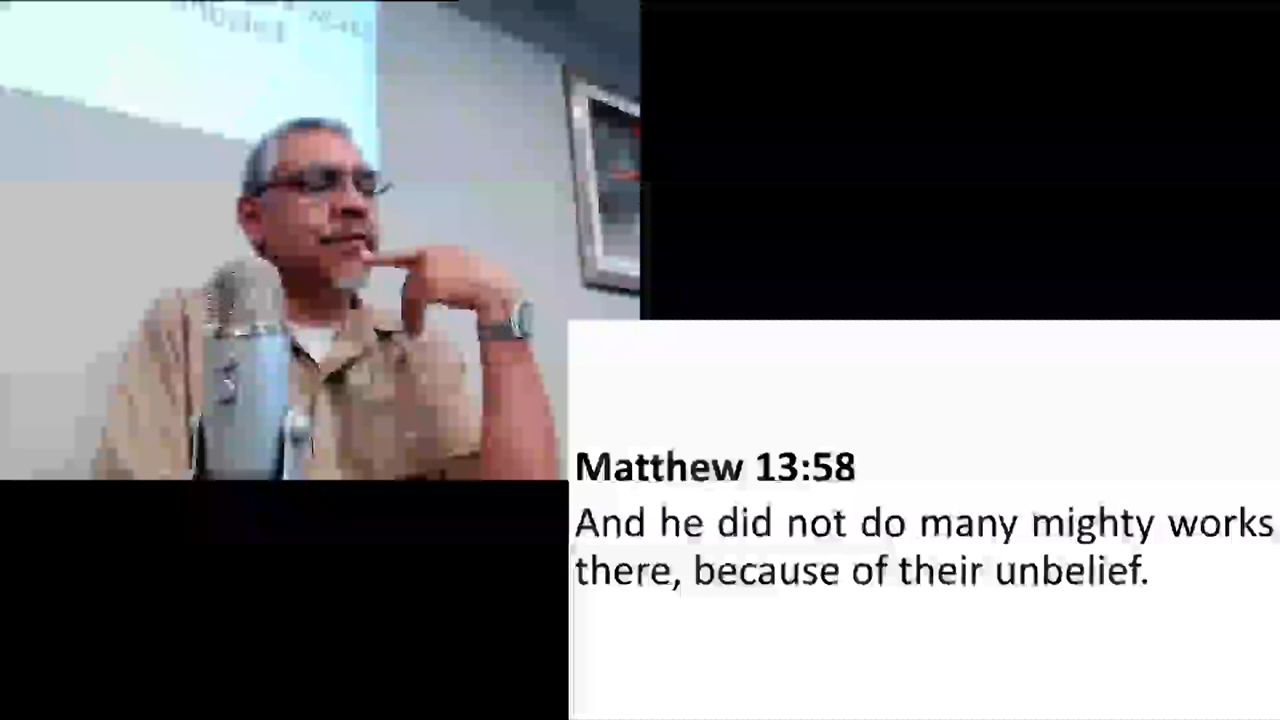 Matthew 13:58
And he did not do many mighty works
there, because of their unbelief.